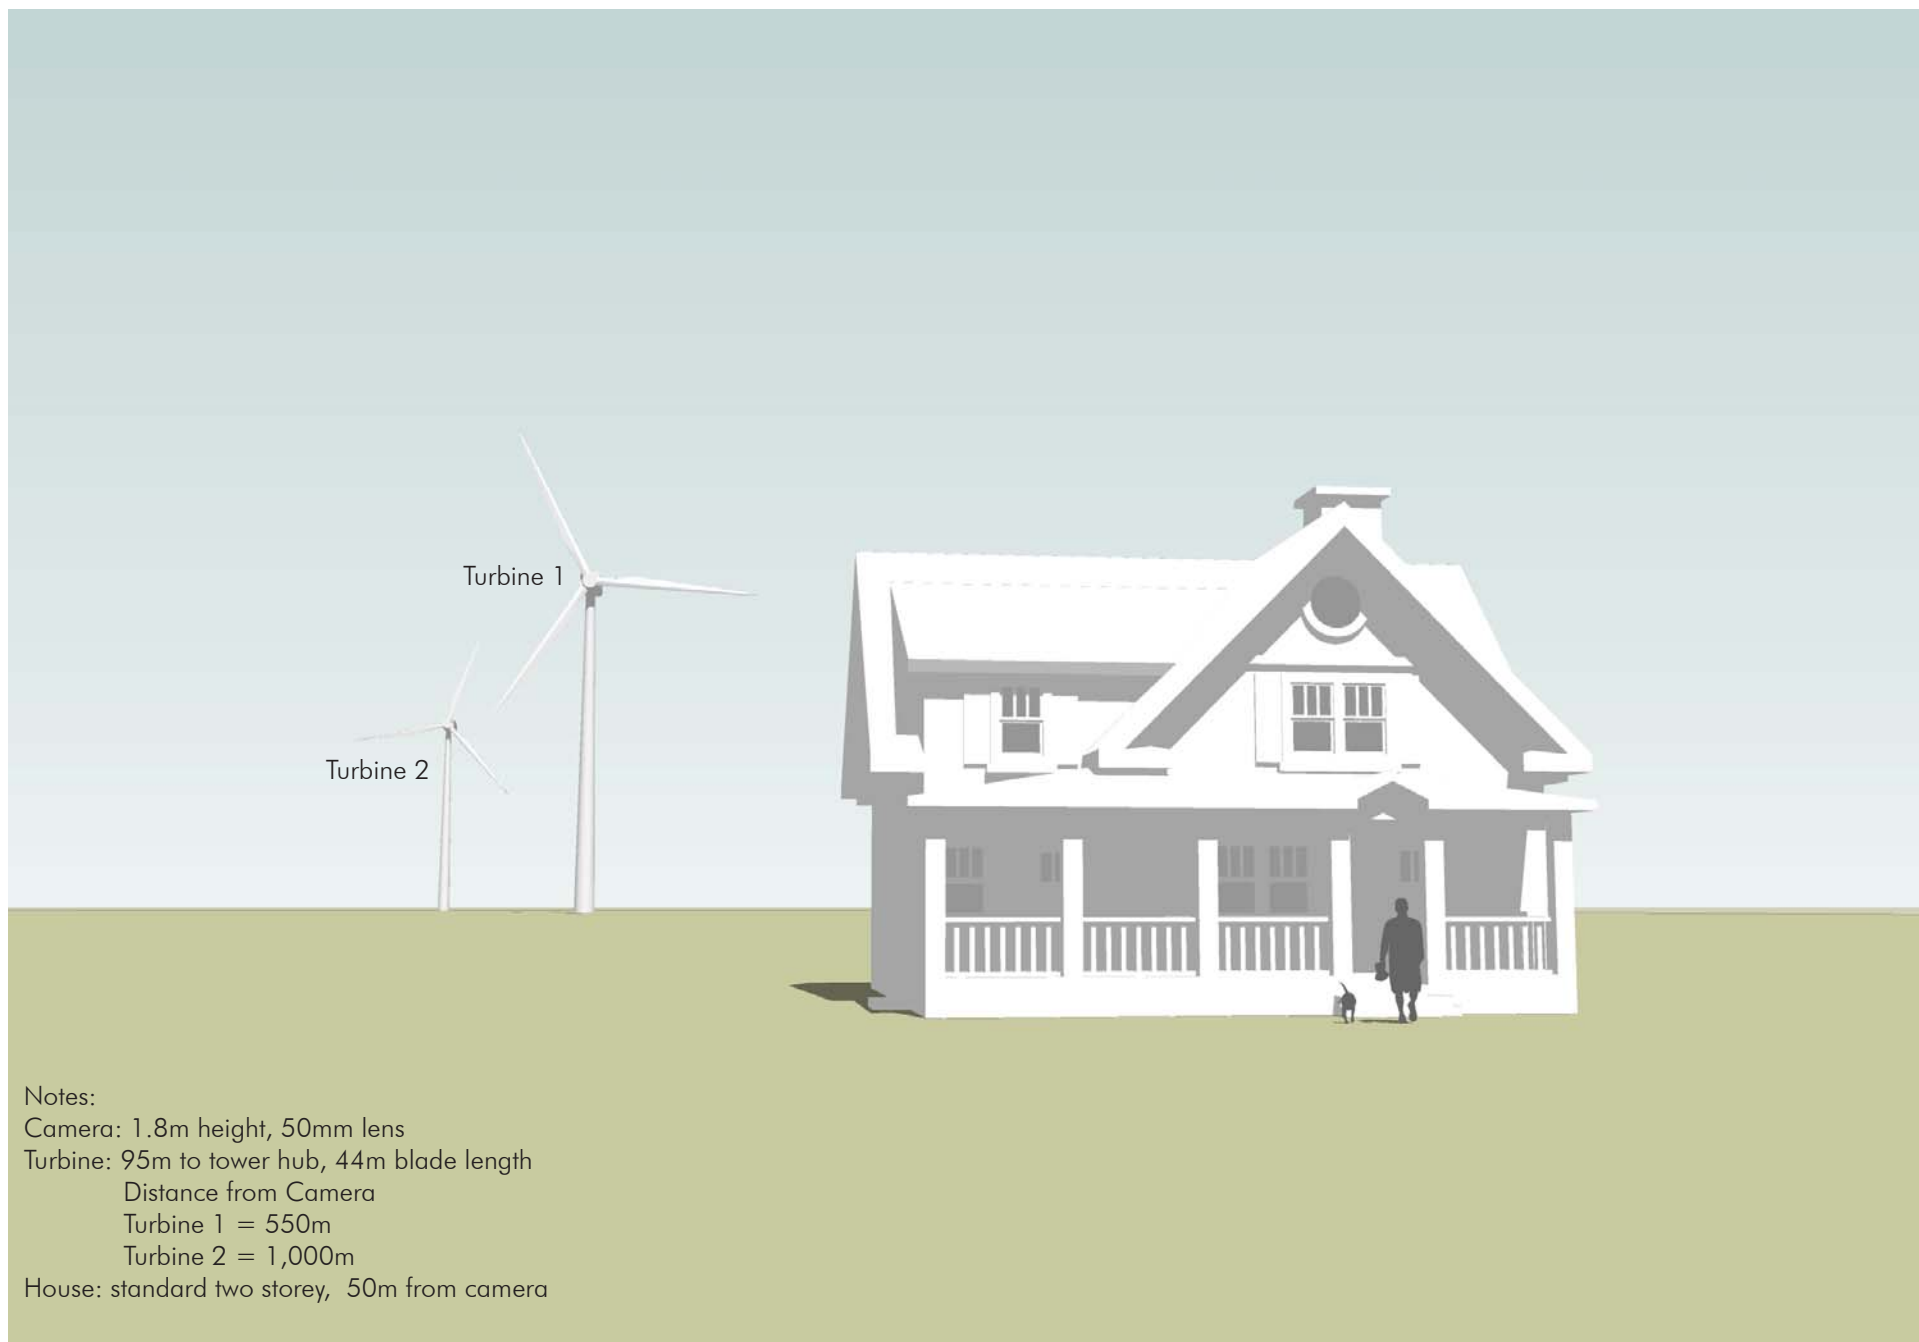 Turbine 1
Turbine 2
Notes:
Camera: 1.8m height, 50mm lens
Turbine: 95m to tower hub, 44m blade length
Distance from Camera
Turbine 1 = 550m
Turbine 2 = 1,000m
House: standard two storey,  50m from camera